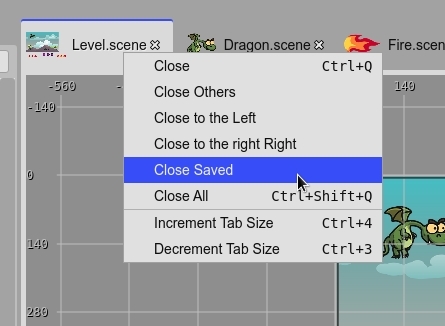 Level.scene Dragon.scene Fire.scen
-560 140
-140
0
140
280
Close Ctrl+Q
Close Others
Close to the Left
Close to the right Right
Close Saved
Close All Ctrl+Shift+Q
Increment Tab Size Ctrl+4
Decrement Tab Size Ctrl+3